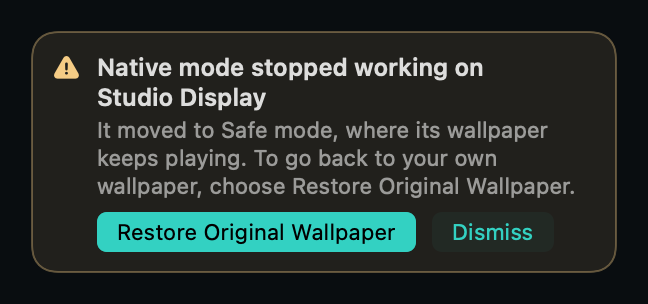 Native mode stopped working on
Studio Display
It moved to Safe mode, where its wallpaper
keeps playing. To go back to your own
wallpaper, choose Restore Original Wallpaper.
Restore Original Wallpaper
Dismiss